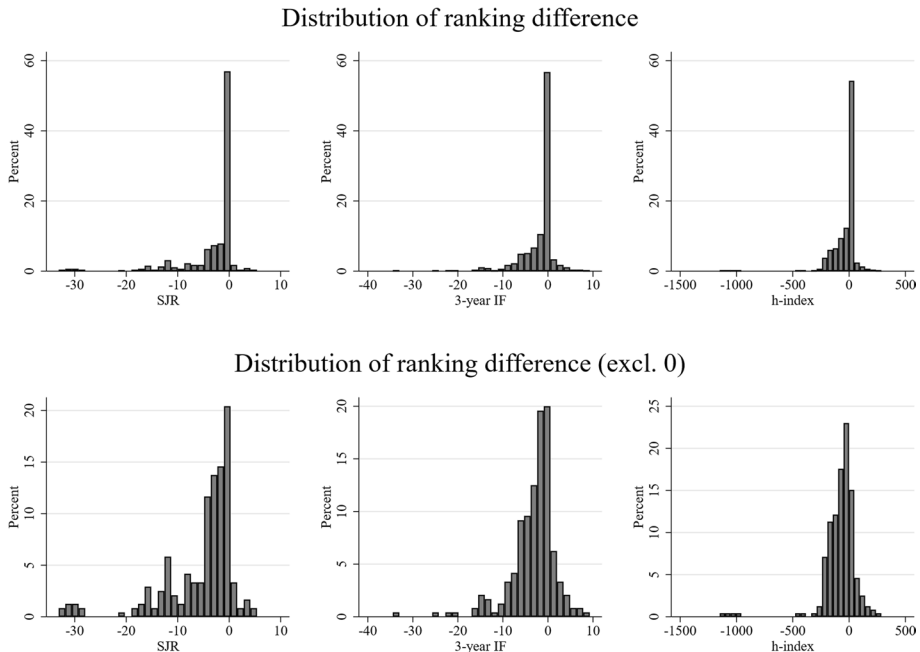 Distribution of ranking difference
Percent
0 20 40 60
-30 -20 -10 0 10
SJR
Percent
0 20 40 60
-40 -30 -20 -10 0 10
3-year IF
Percent
0 20 40 60
-1500 -1000 -500 0 500
h-index
Distribution of ranking difference (excl. 0)
Percent
0 5 10 15 20
-30 -20 -10 0 10
SJR
Percent
0 5 10 15 20
-40 -30 -20 -10 0 10
3-year IF
Percent
0 5 10 15 20 25
-1500 -1000 -500 0 500
h-index